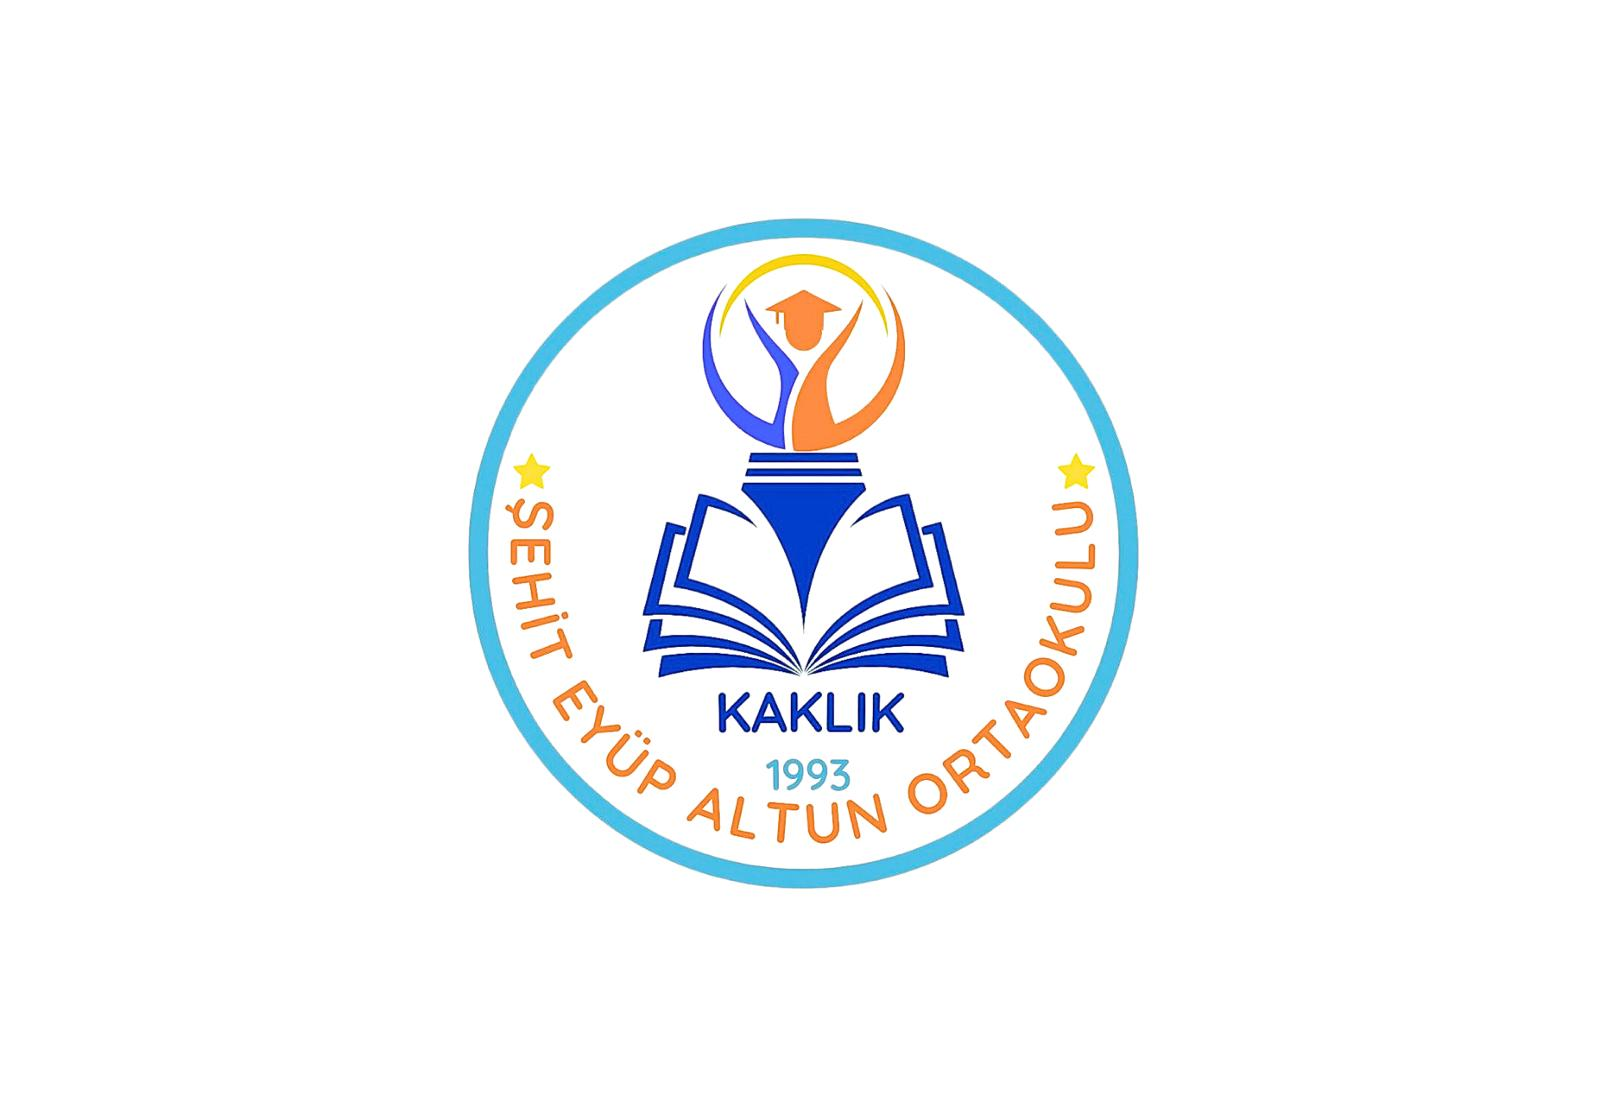 KAKLIK
1993
ŞEHİT EYÜP ALTUN ORTAOKULU